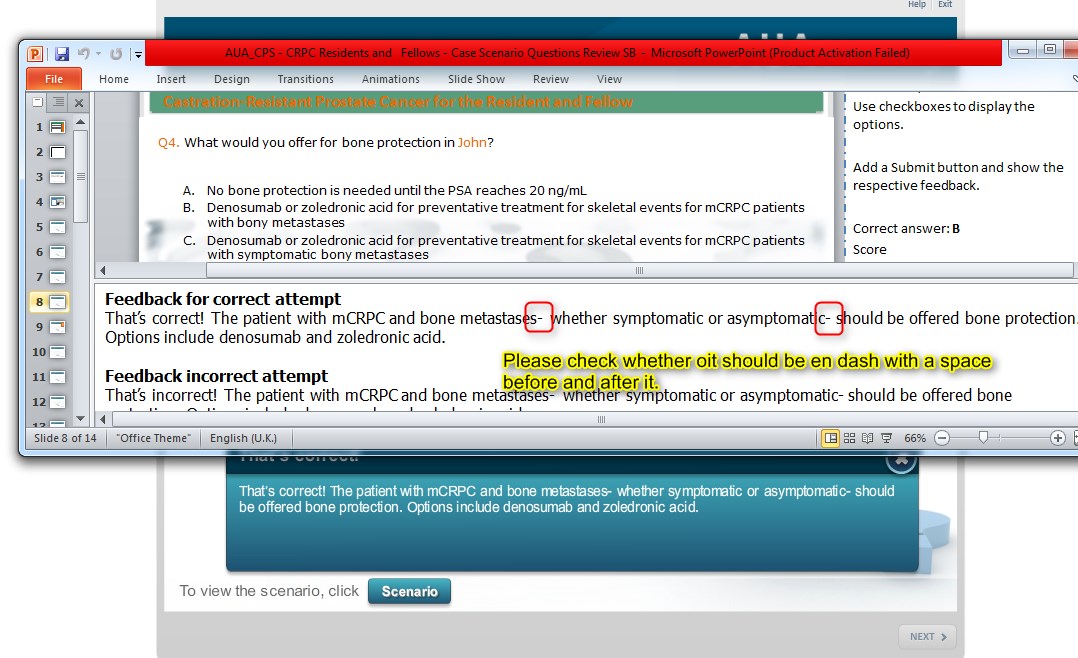 Help Exit
AUA_CPS - CRPC Residents and Fellows - Case Scenario Questions Review SB - Microsoft PowerPoint (Product Activation Failed)
File Home Insert Design Transitions Animations Slide Show Review View
Castration-Resistant Prostate Cancer for the Resident and Fellow
Use checkboxes to display the
options.
Q4. What would you offer for bone protection in John?
Add a Submit button and show the
respective feedback.
A. No bone protection is needed until the PSA reaches 20 ng/mL
B. Denosumab or zoledronic acid for preventative treatment for skeletal events for mCRPC patients
with bony metastases
C. Denosumab or zoledronic acid for preventative treatment for skeletal events for mCRPC patients
with symptomatic bony metastases
Correct answer: B
Score
1
2
3
4
5
6
7
8
9
10
11
12
Feedback for correct attempt
That's correct! The patient with mCRPC and bone metastases- whether symptomatic or asymptomatic- should be offered bone protection.
Options include denosumab and zoledronic acid.
Please check whether oit should be en dash with a space
before and after it.
Feedback incorrect attempt
That's incorrect! The patient with mCRPC and bone metastases- whether symptomatic or asymptomatic- should be offered bone
Slide 8 of 14 "Office Theme" English (U.K.) 66%
That's correct!
That's correct! The patient with mCRPC and bone metastases- whether symptomatic or asymptomatic- should
be offered bone protection. Options include denosumab and zoledronic acid.
To view the scenario, click Scenario
NEXT